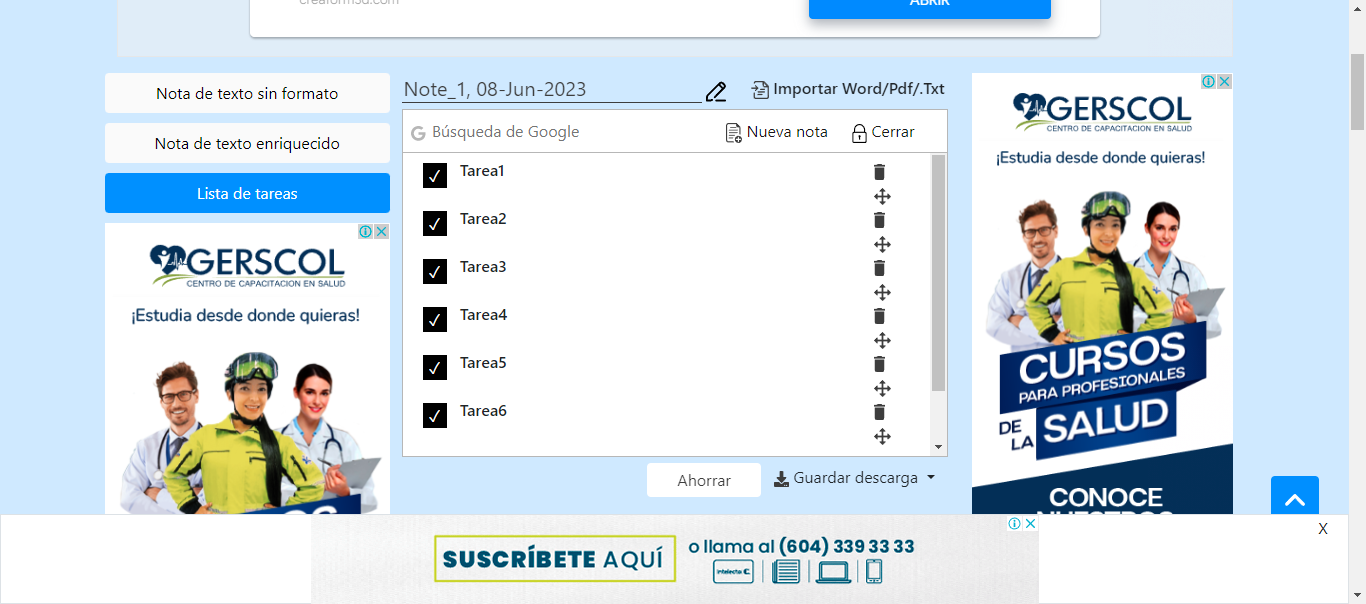 creaform3d.com
ABRIR
Nota de texto sin formato
Nota de texto enriquecido
Lista de tareas
GERSCOL
CENTRO DE CAPACITACION EN SALUD
¡Estudia desde donde quieras!
Note_1, 08-Jun-2023
Importar Word/Pdf/.Txt
Búsqueda de Google
Nueva nota
Cerrar
Tarea1
Tarea2
Tarea3
Tarea4
Tarea5
Tarea6
Ahorrar
Guardar descarga
GERSCOL
CENTRO DE CAPACITACION EN SALUD
¡Estudia desde donde quieras!
CURSOS
PARA PROFESIONALES
DE LA SALUD
CONOCE
NUESTROS
SUSCRÍBETE AQUÍ
o llama al (604) 339 33 33
X